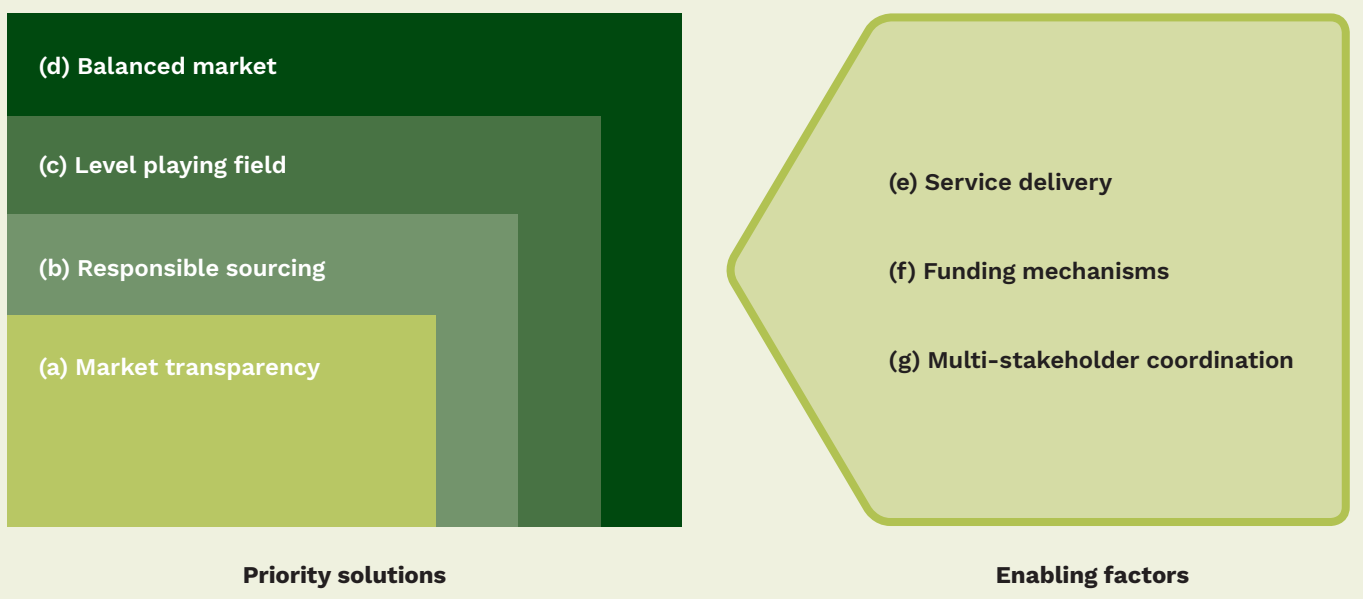 (d) Balanced market
(c) Level playing field
(b) Responsible sourcing
(a) Market transparency
Priority solutions
(e) Service delivery
(f) Funding mechanisms
(g) Multi-stakeholder coordination
Enabling factors